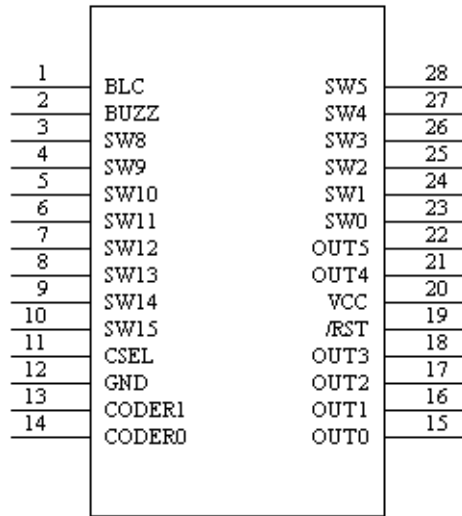 1 BLC SW5 28
2 BUZZ SW4 27
3 SW8 SW3 26
4 SW9 SW2 25
5 SW10 SW1 24
6 SW11 SW0 23
7 SW12 OUT5 22
8 SW13 OUT4 21
9 SW14 VCC 20
10 SW15 /RST 19
11 CSEL OUT3 18
12 GND OUT2 17
13 CODER1 OUT1 16
14 CODER0 OUT0 15